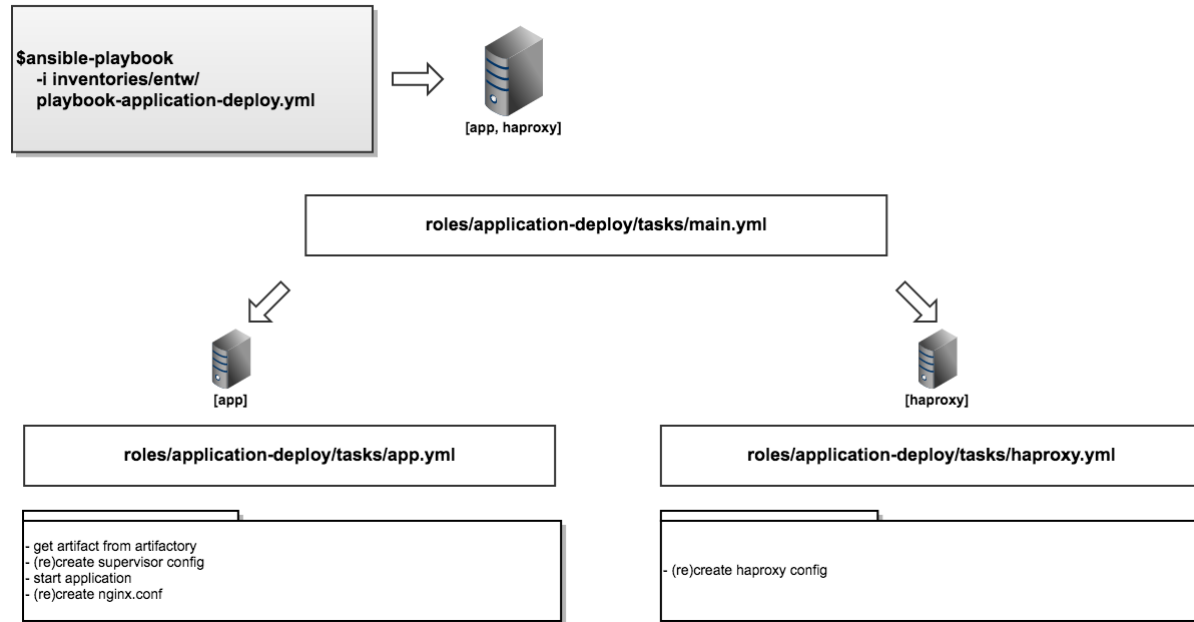 $ansible-playbook
-i inventories/entw/
playbook-application-deploy.yml
[app, haproxy]
roles/application-deploy/tasks/main.yml
[app]
[haproxy]
roles/application-deploy/tasks/app.yml
roles/application-deploy/tasks/haproxy.yml
- get artifact from artifactory
- (re)create supervisor config
- start application
- (re)create nginx.conf
- (re)create haproxy config